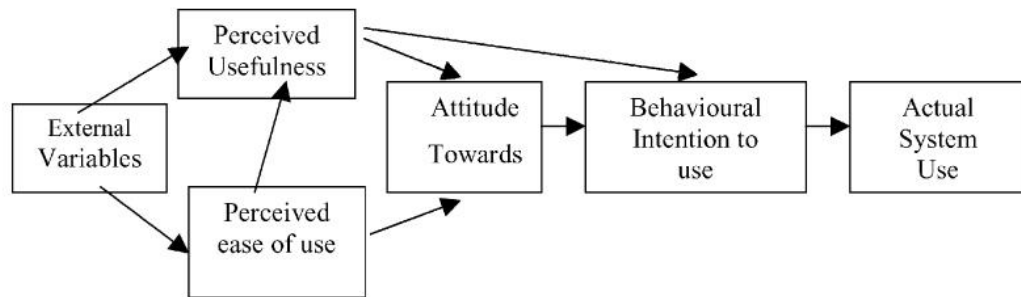 Perceived
Usefulness
External
Variables
Perceived
ease of use
Attitude
Towards
Behavioural
Intention to
use
Actual
System
Use